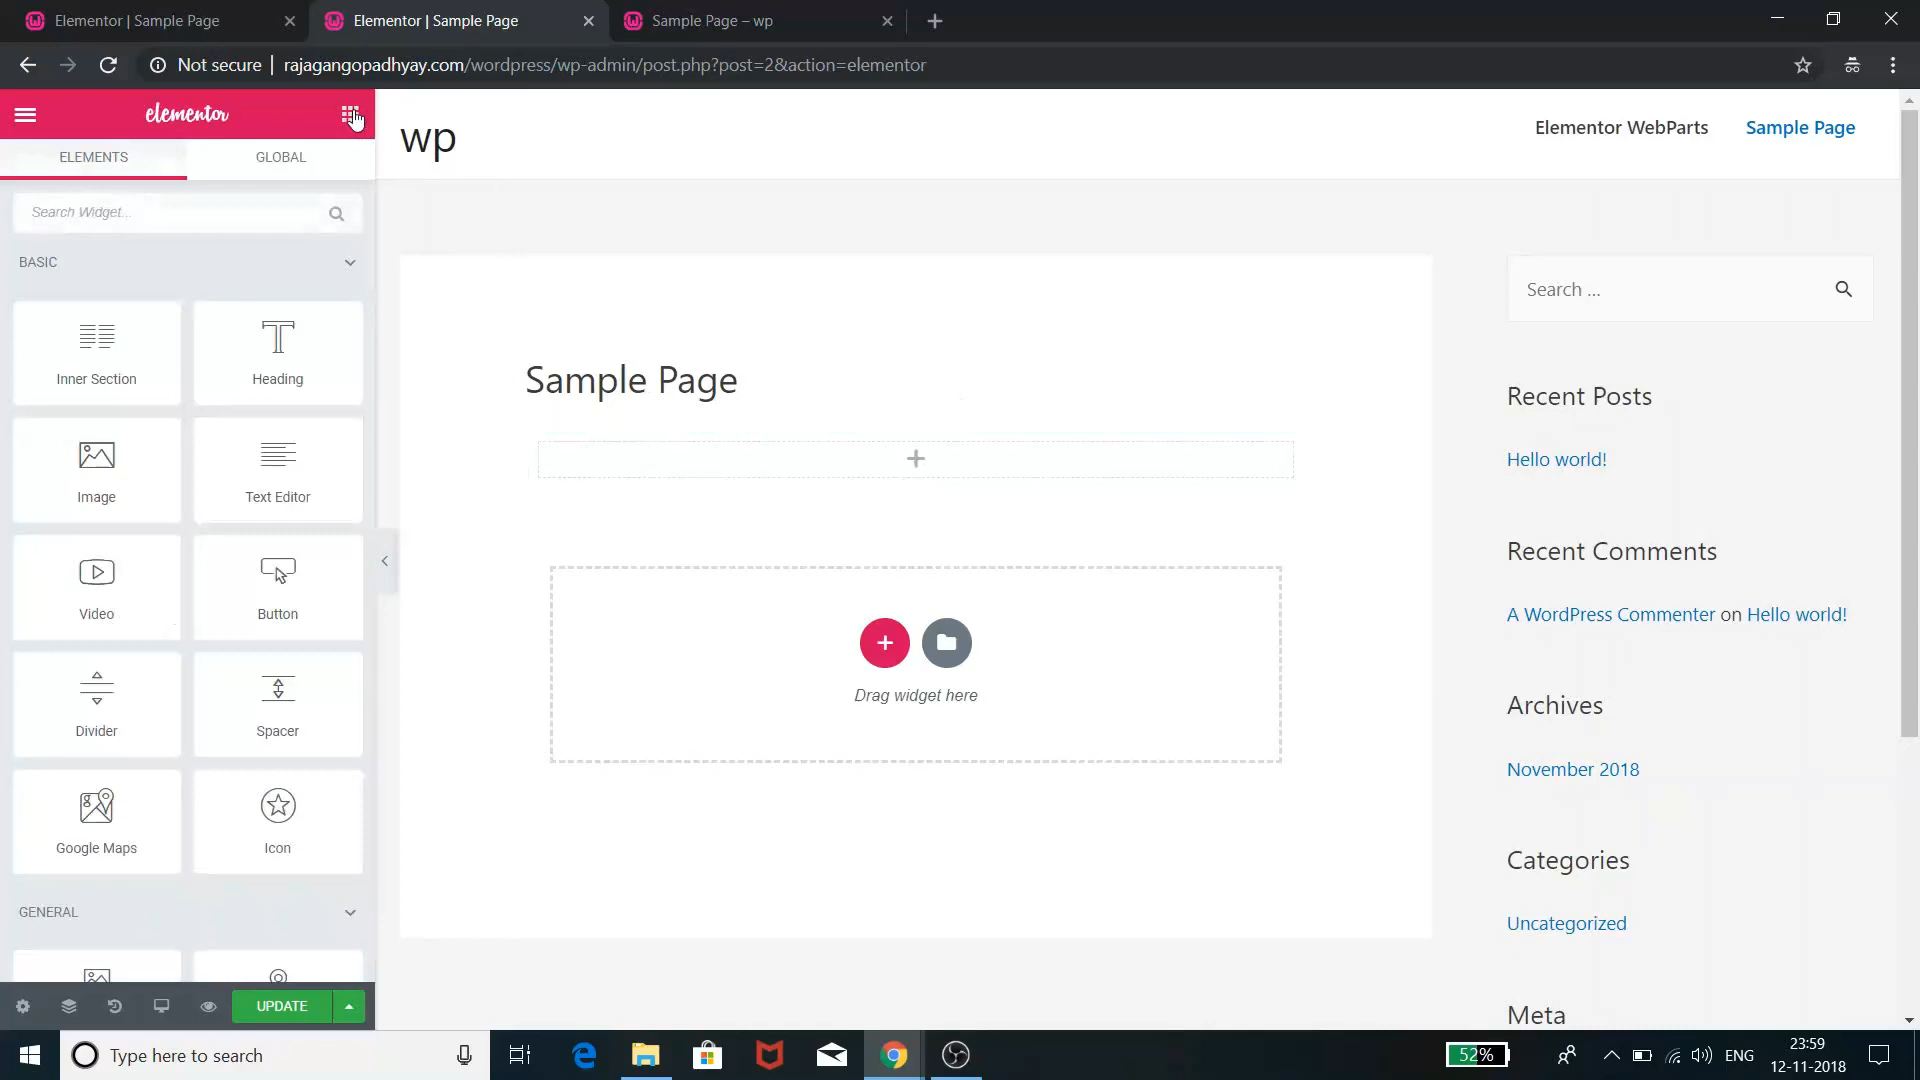 Elementor | Sample Page
Elementor | Sample Page
Sample Page – wp
Not secure | rajagangopadhyay.com/wordpress/wp-admin/post.php?post=2&action=elementor
elementor
ELEMENTS
GLOBAL
Search Widget...
BASIC
Inner Section
Heading
Image
Text Editor
Video
Button
Divider
Spacer
Google Maps
Icon
GENERAL
UPDATE
wp
Elementor WebParts
Sample Page
Sample Page
Drag widget here
Search ...
Recent Posts
Hello world!
Recent Comments
A WordPress Commenter on Hello world!
Archives
November 2018
Categories
Uncategorized
Meta
Type here to search
52%
ENG
23:59
12-11-2018